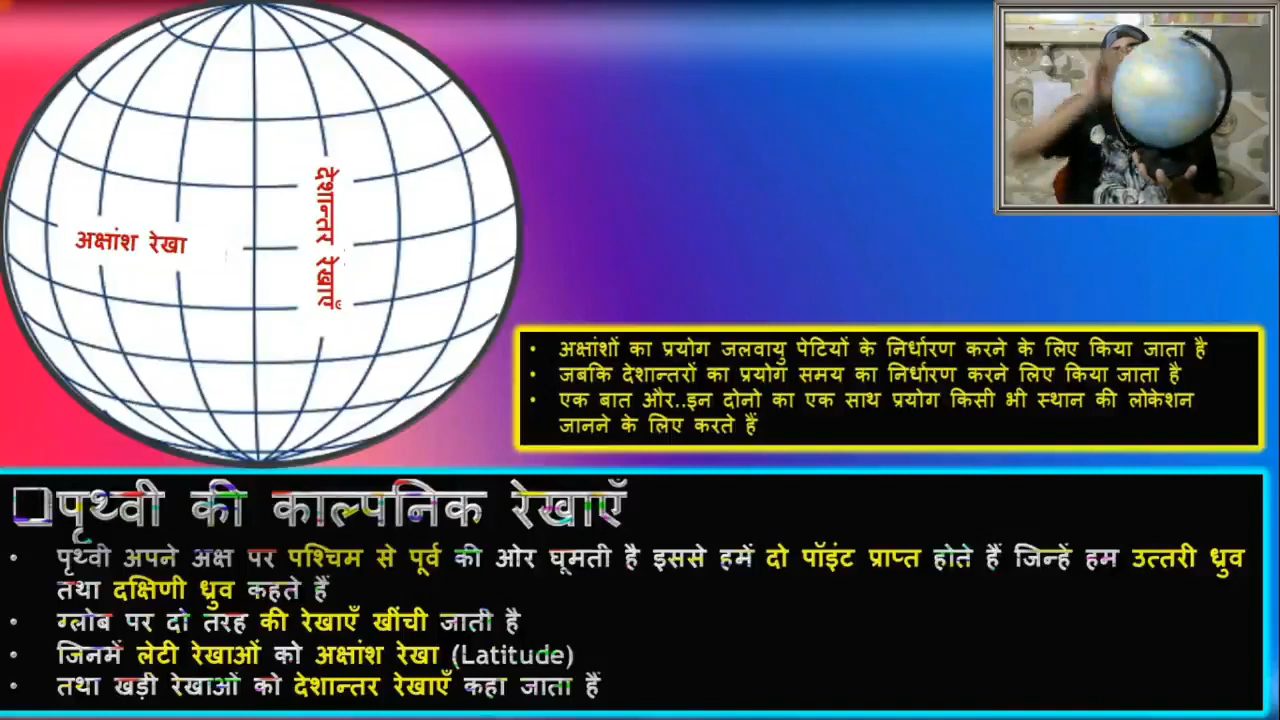 अक्षांश रेखा
देशान्तर रेखाएँ
अक्षांशों का प्रयोग जलवायु पेटियों के निर्धारण करने के लिए किया जाता है
जबकि देशान्तरों का प्रयोग समय का निर्धारण करने लिए किया जाता है
एक बात और..इन दोनो का एक साथ प्रयोग किसी भी स्थान की लोकेशन
जानने के लिए करते हैं
पृथ्वी की काल्पनिक रेखाएँ
पृथ्वी अपने अक्ष पर पश्चिम से पूर्व की ओर घूमती है इससे हमें दो पॉइंट प्राप्त होते हैं जिन्हें हम उत्तरी ध्रुव
तथा दक्षिणी ध्रुव कहते हैं
ग्लोब पर दो तरह की रेखाएँ खींची जाती है
जिनमें लेटी रेखाओं को अक्षांश रेखा (Latitude)
तथा खड़ी रेखाओं को देशान्तर रेखाएँ कहा जाता हैं